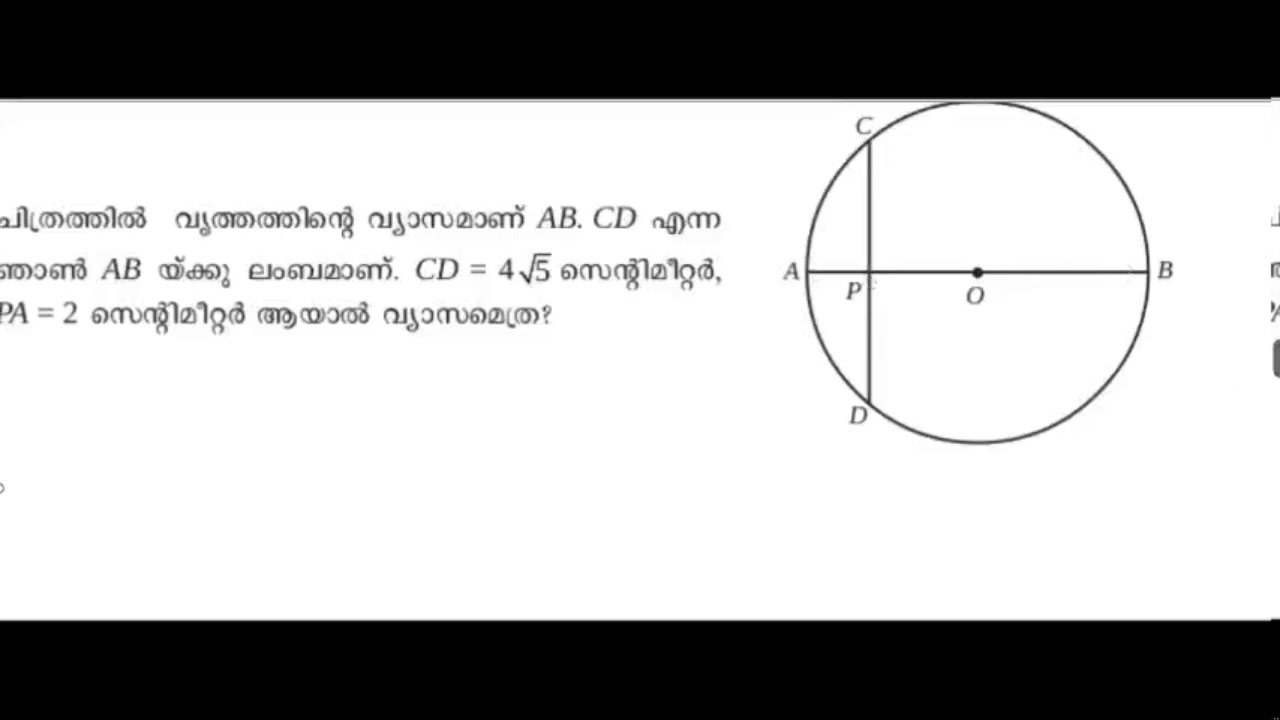 ചിത്രത്തിൽ വൃത്തത്തിന്റെ വ്യാസമാണ് AB. CD എന്ന
ഞാൺ AB യ്ക്കു ലംബമാണ്. CD = 4√5 സെന്റിമീറ്റർ,
PA = 2 സെന്റിമീറ്റർ ആയാൽ വ്യാസമെത്ര?
C
A
P
O
B
D